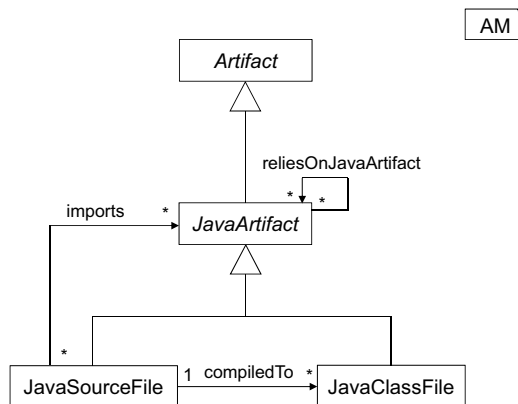 AM
Artifact
reliesOnJavaArtifact
* *
imports *
JavaArtifact
*
1 compiledTo *
JavaSourceFile JavaClassFile